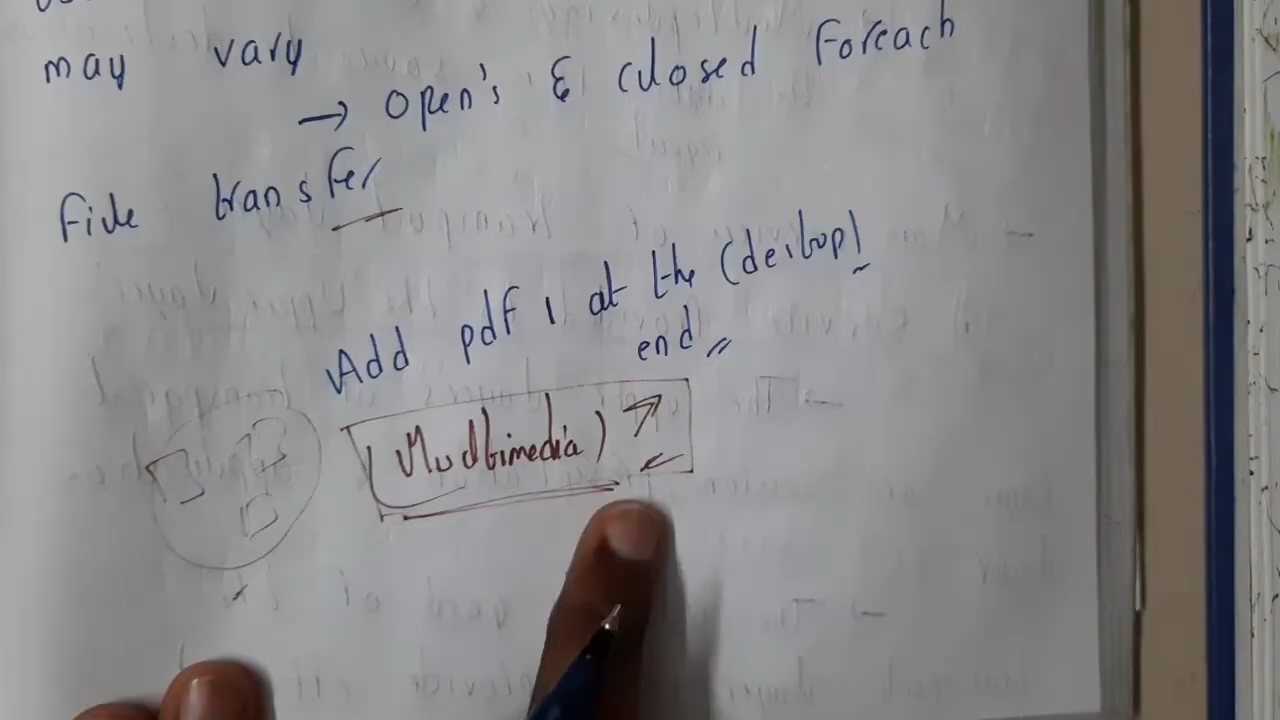 may vary
→ open's & closed foreach
file transfer
Add pdf 1 at the (desktop)
end
(Multimedia)